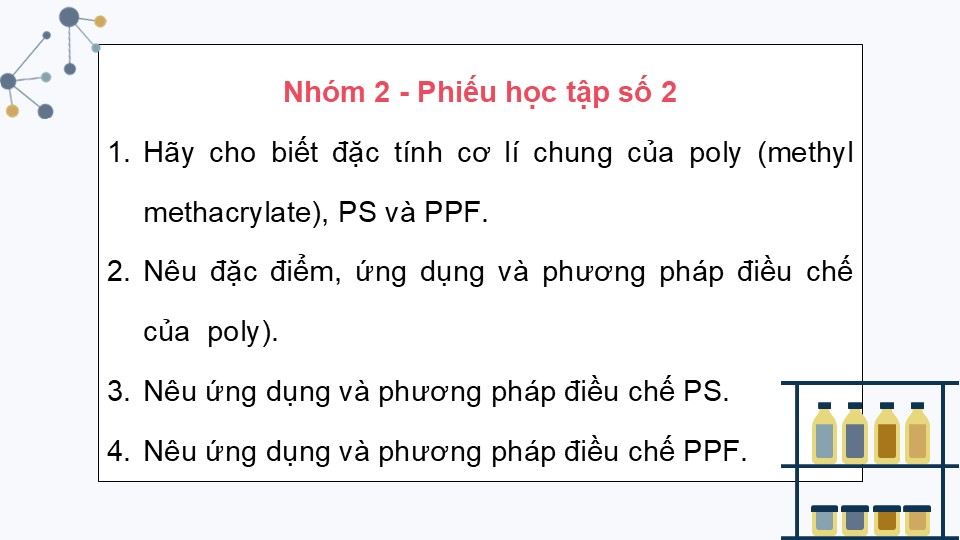 Nhóm 2 - Phiếu học tập số 2
1. Hãy cho biết đặc tính cơ lí chung của poly (methyl
methacrylate), PS và PPF.
2. Nêu đặc điểm, ứng dụng và phương pháp điều chế
của poly).
3. Nêu ứng dụng và phương pháp điều chế PS.
4. Nêu ứng dụng và phương pháp điều chế PPF.